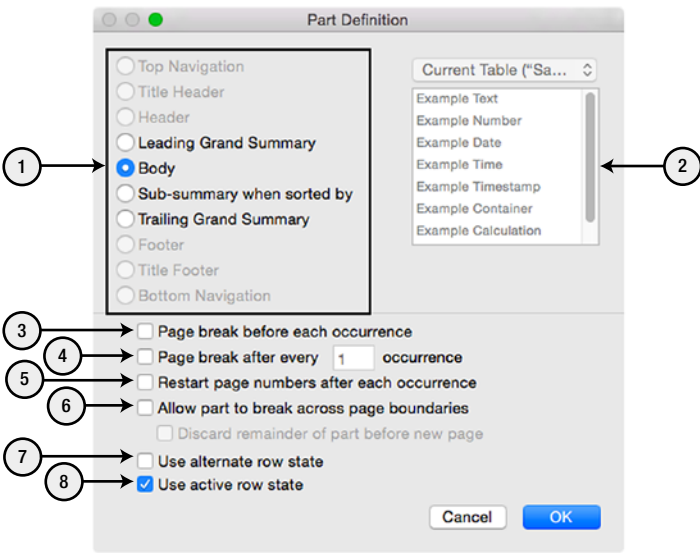 Part Definition
Top Navigation
Title Header
Header
Leading Grand Summary
Body
Sub-summary when sorted by
Trailing Grand Summary
Footer
Title Footer
Bottom Navigation
1
Current Table (“Sa...
Example Text
Example Number
Example Date
Example Time
Example Timestamp
Example Container
Example Calculation
2
3 Page break before each occurrence
4 Page break after every 1 occurrence
5 Restart page numbers after each occurrence
6 Allow part to break across page boundaries
Discard remainder of part before new page
7 Use alternate row state
8 Use active row state
Cancel OK